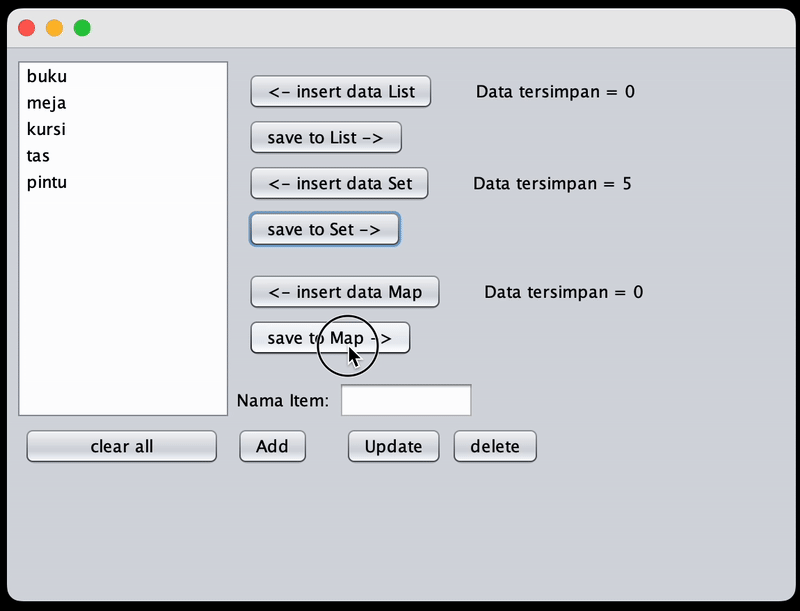 buku
meja
kursi
tas
pintu
<- insert data List
Data tersimpan = 0
save to List ->
<- insert data Set
Data tersimpan = 5
save to Set ->
<- insert data Map
Data tersimpan = 0
save to Map ->
Nama Item:
clear all
Add
Update
delete